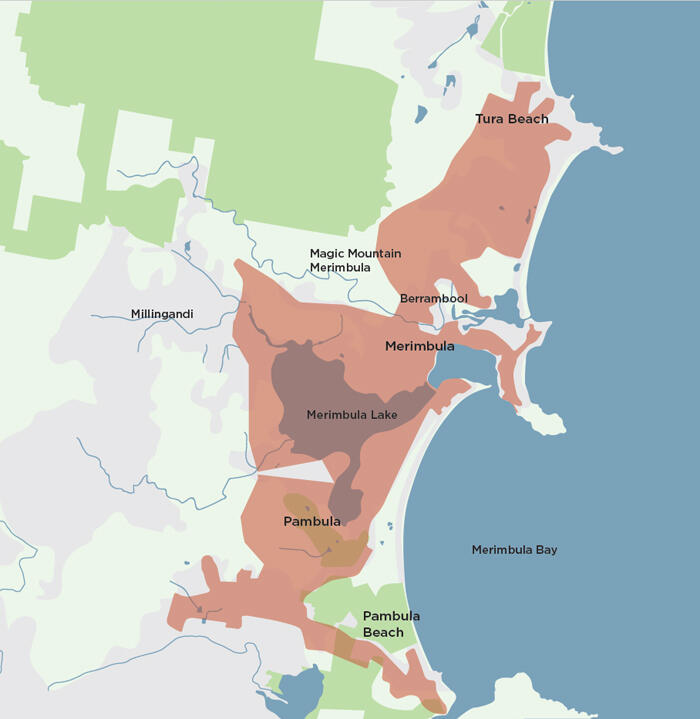 Tura Beach
Magic Mountain
Merimbula
Berrambool
Millingandi
Merimbula
Merimbula Lake
Pambula
Merimbula Bay
Pambula
Beach